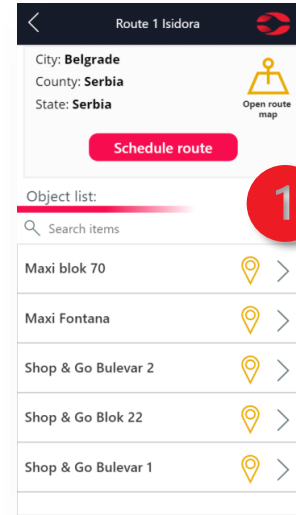 Route 1 Isidora
City: Belgrade
County: Serbia
State: Serbia
Open route
map
Schedule route
Object list:
1
Search items
Maxi blok 70
Maxi Fontana
Shop & Go Bulevar 2
Shop & Go Blok 22
Shop & Go Bulevar 1